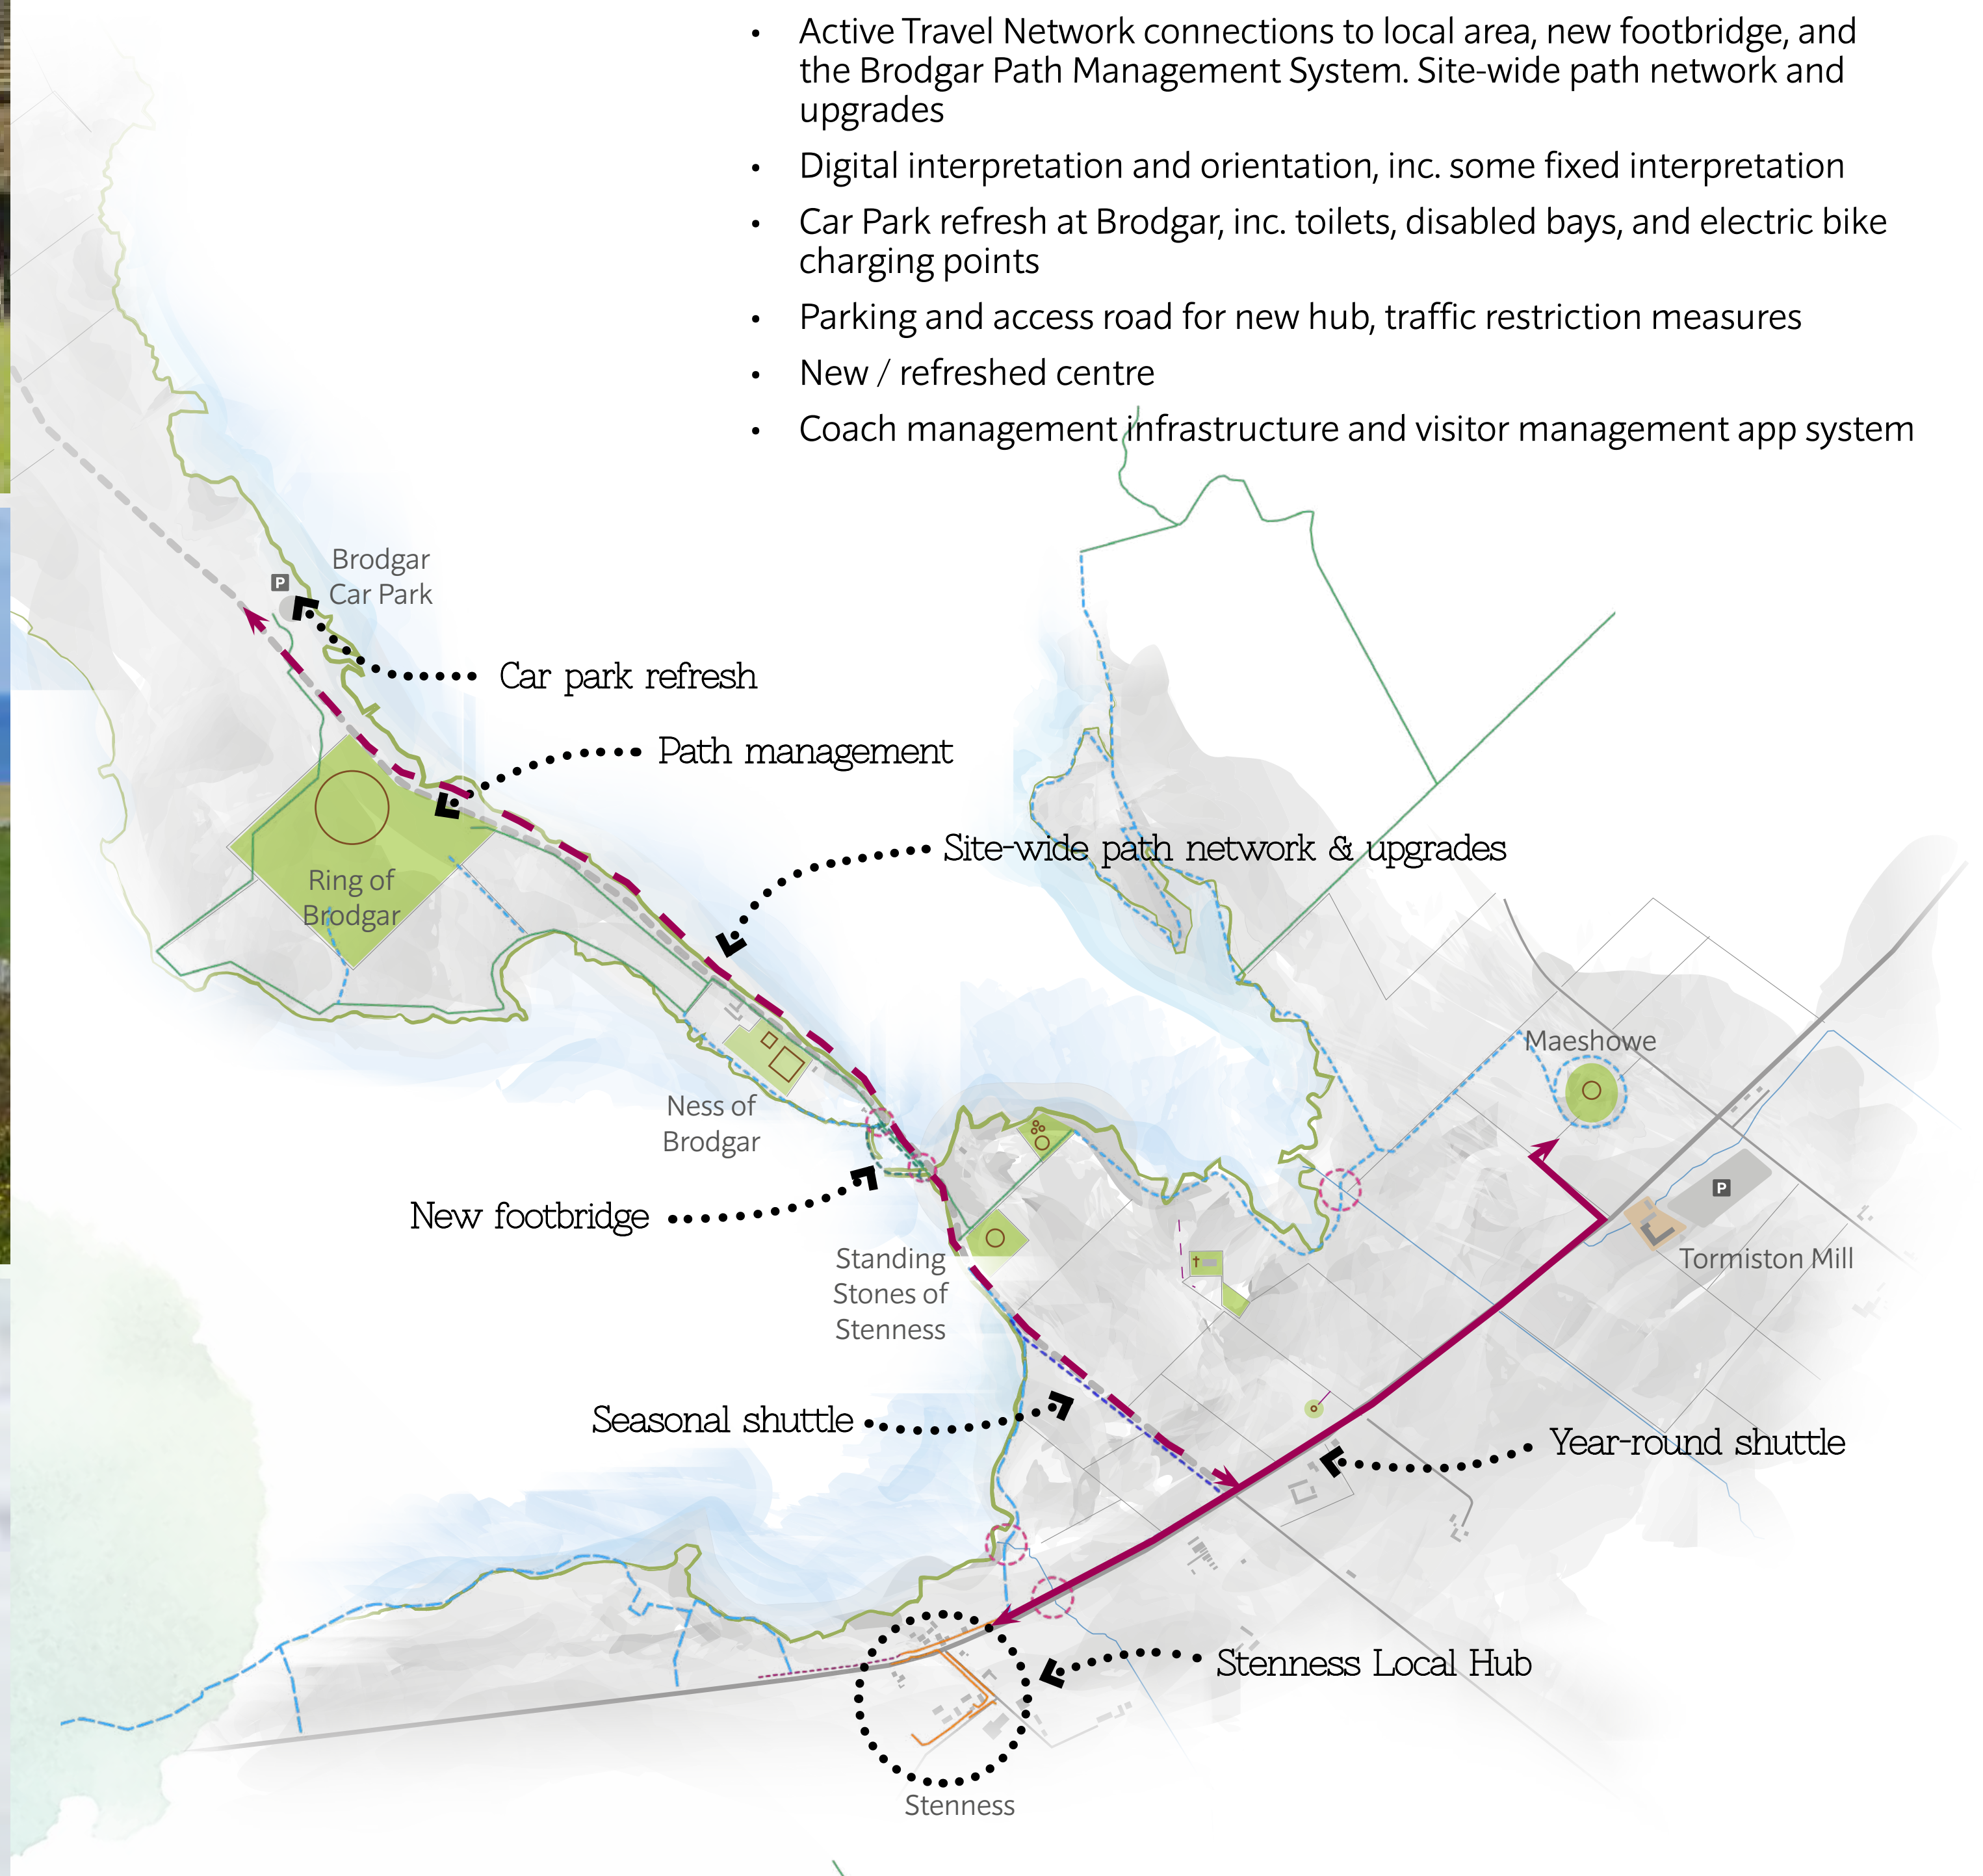 • Active Travel Network connections to local area, new footbridge, and
the Brodgar Path Management System. Site-wide path network and
upgrades
• Digital interpretation and orientation, inc. some fixed interpretation
• Car Park refresh at Brodgar, inc. toilets, disabled bays, and electric bike
charging points
• Parking and access road for new hub, traffic restriction measures
• New / refreshed centre
• Coach management infrastructure and visitor management app system
Brodgar
Car Park
P
Car park refresh
Path management
Site-wide path network & upgrades
Ring of
Brodgar
Maeshowe
Ness of
Brodgar
P
New footbridge
Standing
Stones of
Stenness
Tormiston Mill
Seasonal shuttle
Year-round shuttle
Stenness Local Hub
Stenness